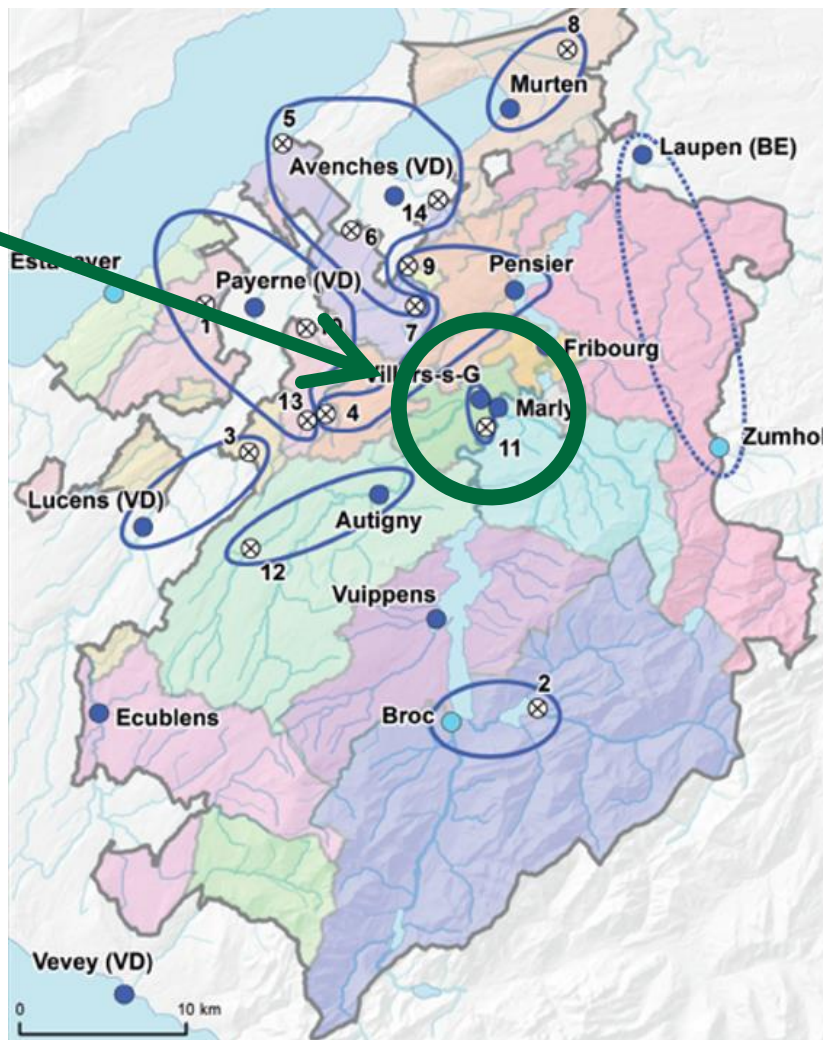 8
Murten
5
Laupen (BE)
Avenches (VD)
14
6
9
Pensier
Payerne (VD)
1
7
Fribourg
13
4
Marly
11
3
Lucens (VD)
Autigny
12
Vuippens
2
Broc
Ecublens
Vevey (VD)
0
10 km